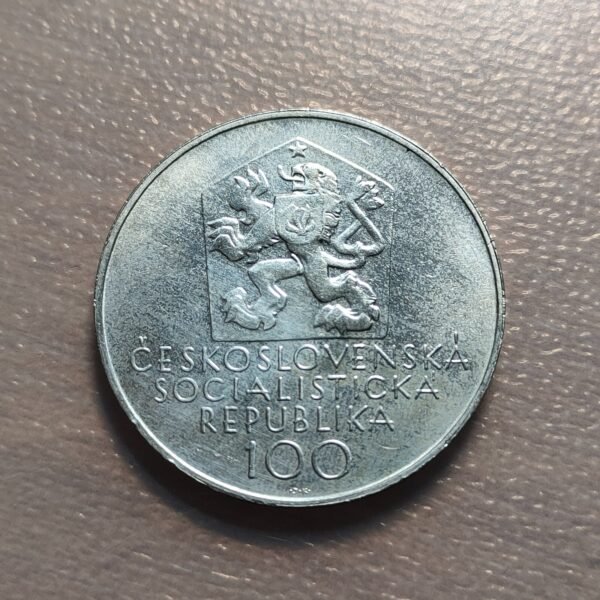 ČESKOSLOVENSKÁ
SOCIALISTICKÁ
REPUBLIKA
100